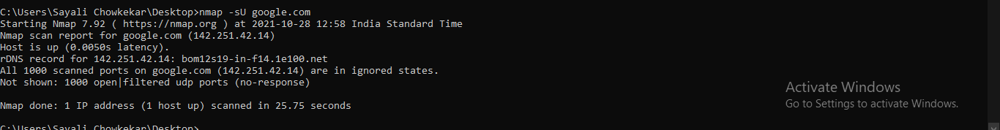 C:\Users\Sayali Chowkekar\Desktop>nmap -sU google.com
Starting Nmap 7.92 ( https://nmap.org ) at 2021-10-28 12:58 India Standard Time
Nmap scan report for google.com (142.251.42.14)
Host is up (0.0050s latency).
rDNS record for 142.251.42.14: bom12s19-in-f14.1e100.net
All 1000 scanned ports on google.com (142.251.42.14) are in ignored states.
Not shown: 1000 open|filtered udp ports (no-response)
Nmap done: 1 IP address (1 host up) scanned in 25.75 seconds
C:\Users\Sayali Chowkekar\Desktop>
Activate Windows
Go to Settings to activate Windows.